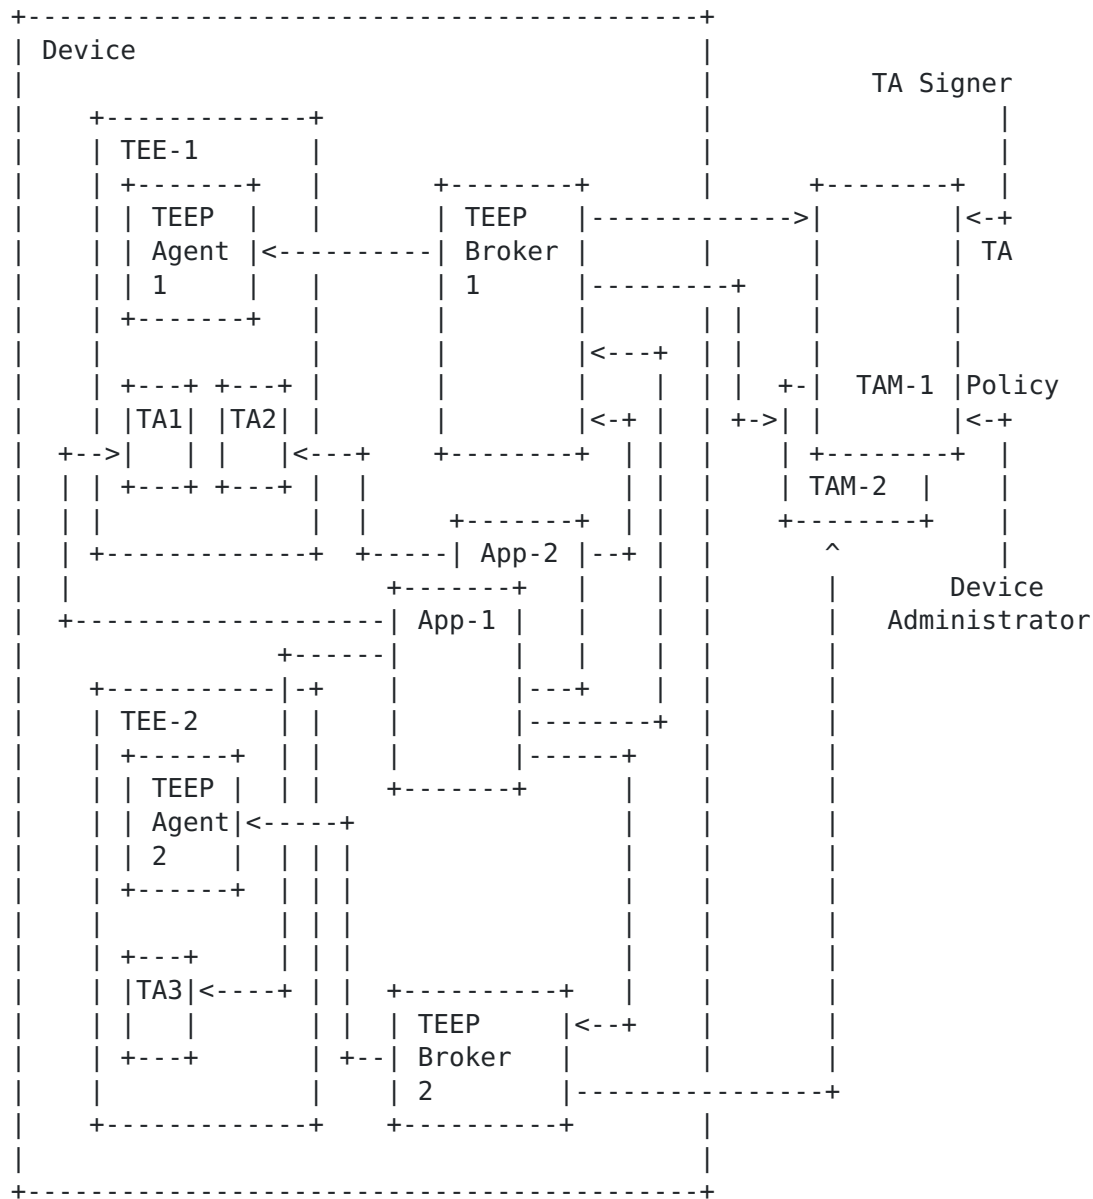 Device
TA Signer
TEE-1
TEEP
Agent
1
TEEP
Broker
1
TA
TAM-1
Policy
TA1
TA2
TAM-2
App-2
Device
Administrator
App-1
TEE-2
TEEP
Agent
2
TA3
TEEP
Broker
2